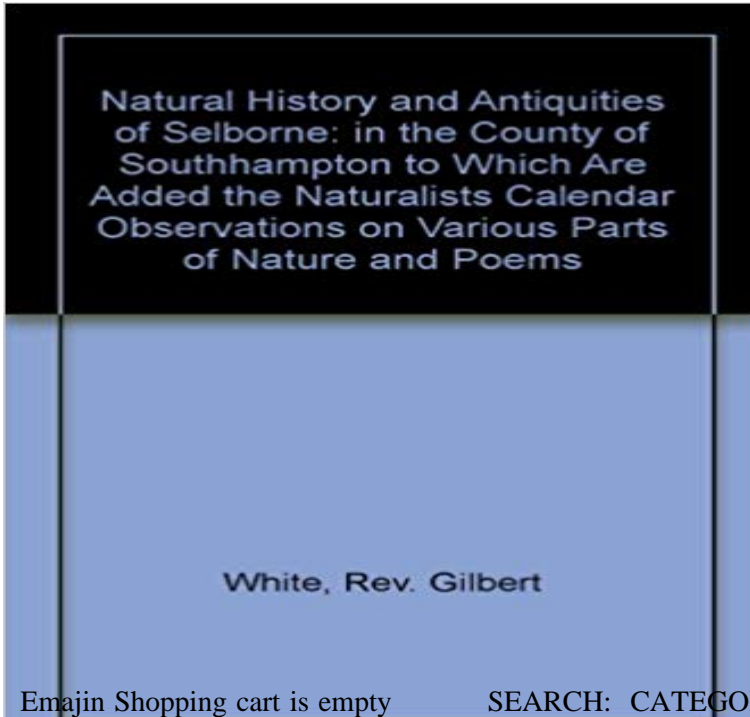 Natural History and Antiquities
of Selborne: in the County of
Southhampton to Which Are
Added the Naturalists Calendar
Observations on Various Parts
of Nature and Poems
White, Rev. Gilbert
Emajin Shopping cart is empty SEARCH: CATEGO